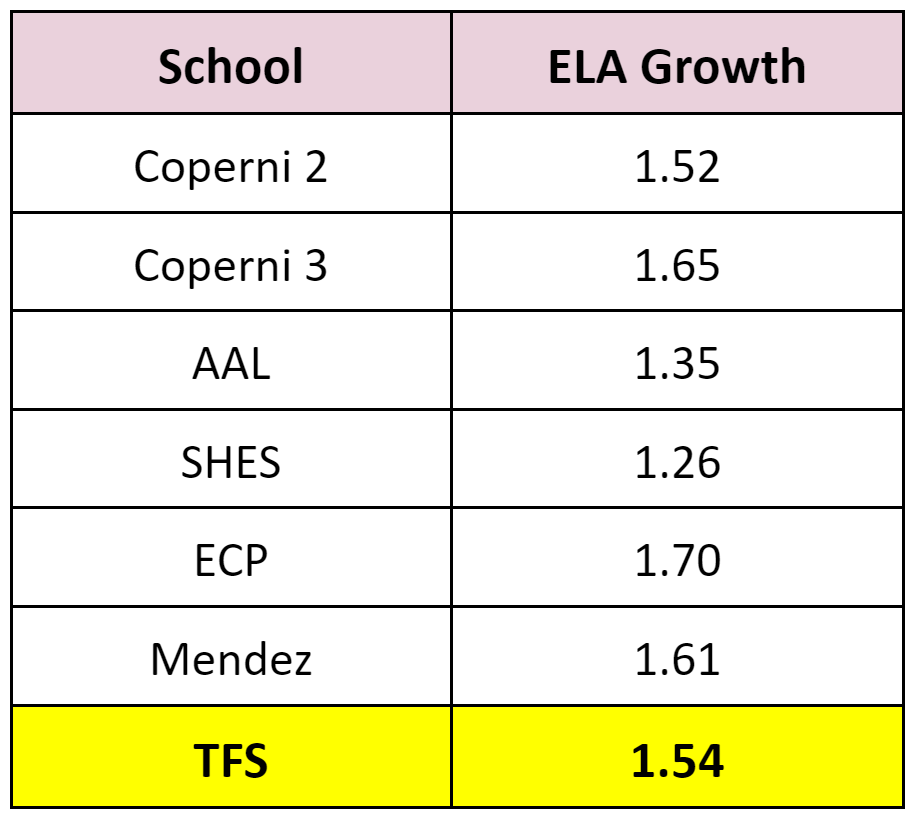 School ELA Growth
Coperni 2 1.52
Coperni 3 1.65
AAL 1.35
SHES 1.26
ECP 1.70
Mendez 1.61
TFS 1.54